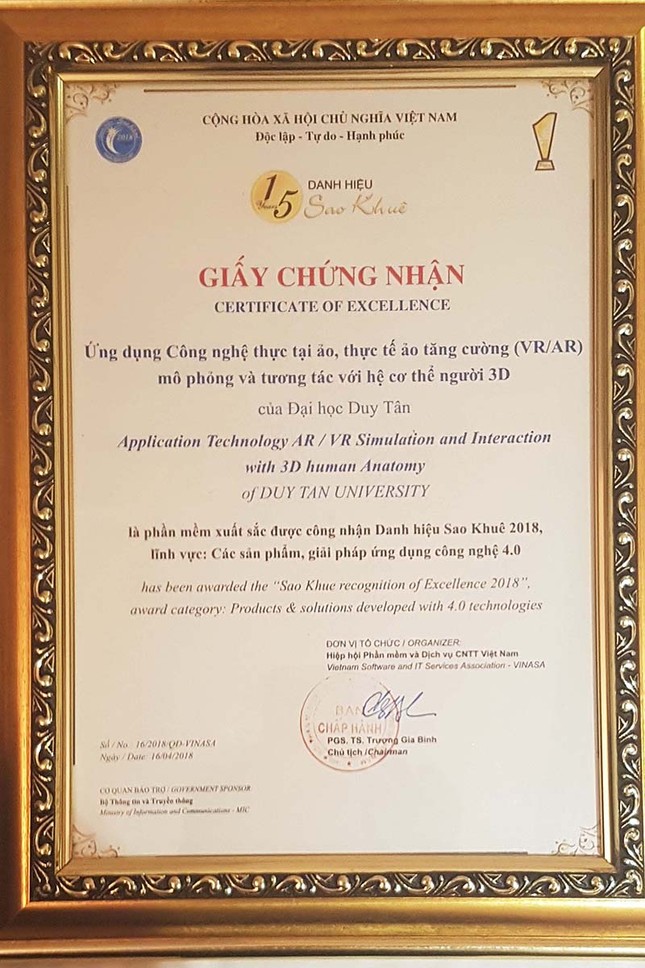 CỘNG HÒA XÃ HỘI CHỦ NGHĨA VIỆT NAM
Độc lập - Tự do - Hạnh phúc
2018
15
Years
DANH HIỆU
Sao Khuê
GIẤY CHỨNG NHẬN
CERTIFICATE OF EXCELLENCE
Ứng dụng Công nghệ thực tại ảo, thực tế ảo tăng cường (VR/AR)
mô phỏng và tương tác với hệ cơ thể người 3D
của Đại học Duy Tân
Application Technology AR / VR Simulation and Interaction
with 3D human Anatomy
of DUY TAN UNIVERSITY
là phần mềm xuất sắc được công nhận Danh hiệu Sao Khuê 2018,
lĩnh vực: Các sản phẩm, giải pháp ứng dụng công nghệ 4.0
has been awarded the "Sao Khue recognition of Excellence 2018",
award category: Products & solutions developed with 4.0 technologies
ĐƠN VỊ TỔ CHỨC / ORGANIZER:
Hiệp hội Phần mềm và Dịch vụ CNTT Việt Nam
Vietnam Software and IT Services Association - VINASA
BAN
CHẤP HÀNH
PGS. TS. Trương Gia Bình
Chủ tịch /Chairman
Số / No.: 16/2018/QĐ-VINASA
Ngày / Date: 16/04/2018
CƠ QUAN BẢO TRỢ / GOVERNMENT SPONSOR
Bộ Thông tin và Truyền thông
Ministry of Information and Communications - MIC